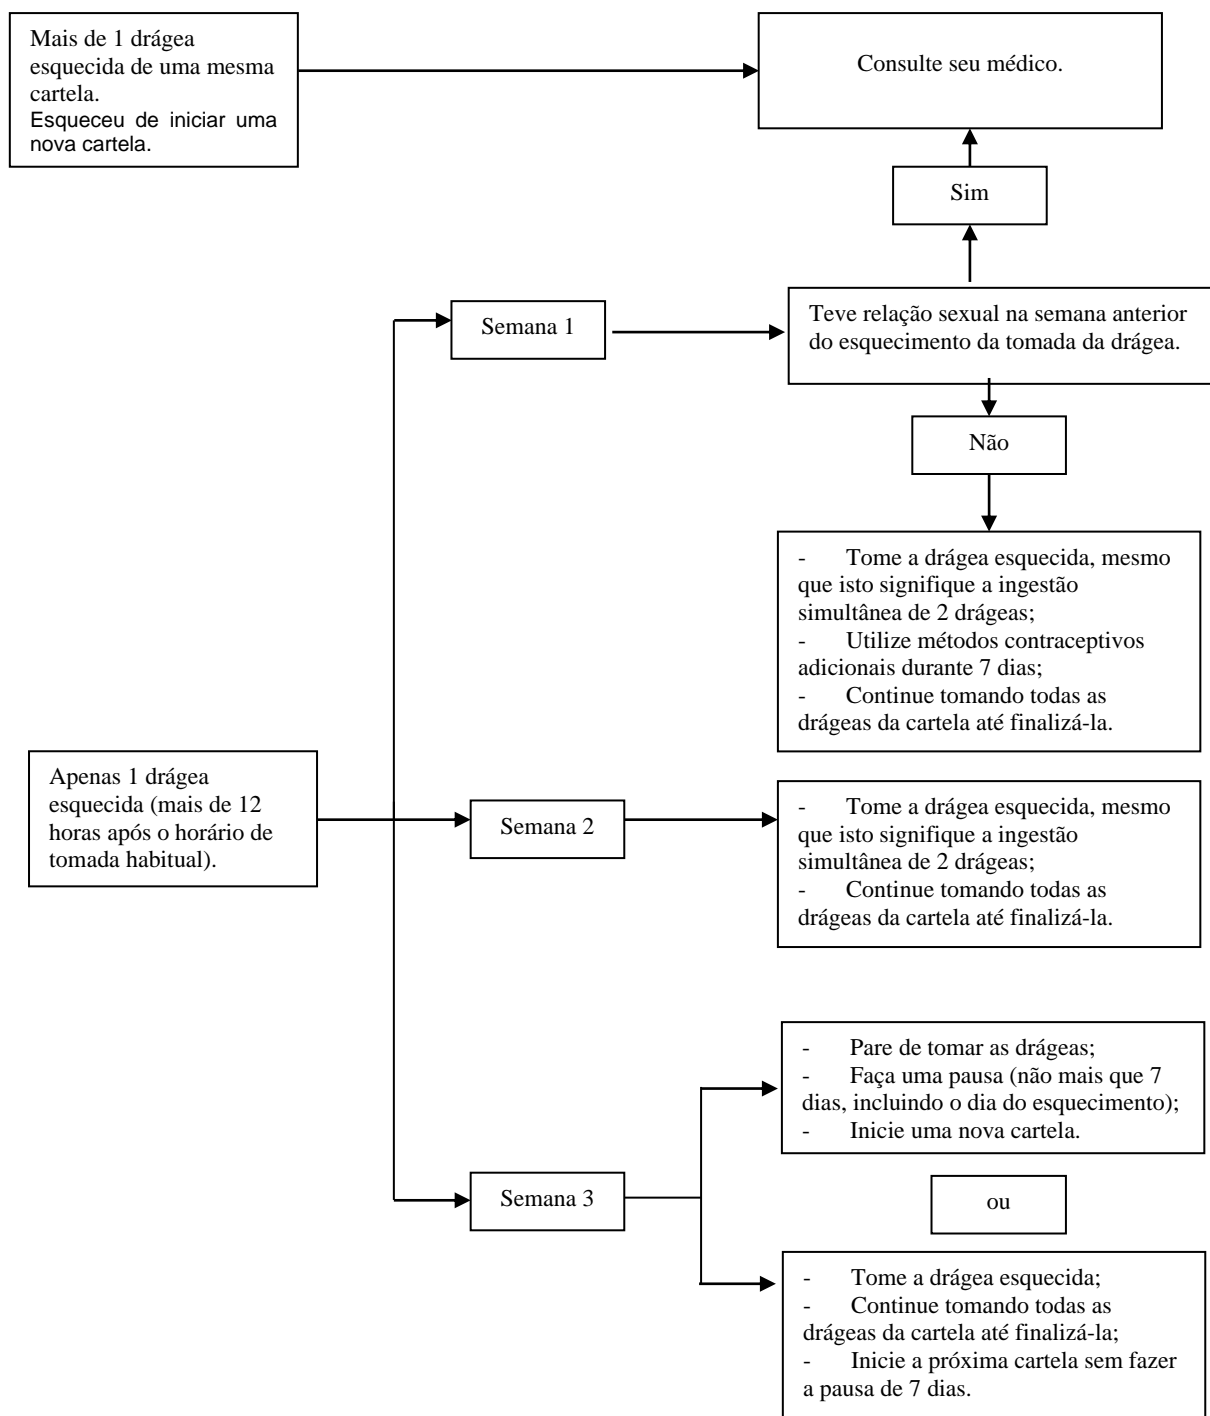 Mais de 1 drágea
esquecida de uma mesma
cartela.
Esqueceu de iniciar uma
nova cartela.
Consulte seu médico.
Sim
Semana 1
Teve relação sexual na semana anterior
do esquecimento da tomada da drágea.
Não
- Tome a drágea esquecida, mesmo
que isto signifique a ingestão
simultânea de 2 drágeas;
- Utilize métodos contraceptivos
adicionais durante 7 dias;
- Continue tomando todas as
drágeas da cartela até finalizá-la.
Apenas 1 drágea
esquecida (mais de 12
horas após o horário de
tomada habitual).
Semana 2
- Tome a drágea esquecida, mesmo
que isto signifique a ingestão
simultânea de 2 drágeas;
- Continue tomando todas as
drágeas da cartela até finalizá-la.
Semana 3
- Pare de tomar as drágeas;
- Faça uma pausa (não mais que 7
dias, incluindo o dia do esquecimento);
- Inicie uma nova cartela.
ou
- Tome a drágea esquecida;
- Continue tomando todas as
drágeas da cartela até finalizá-la;
- Inicie a próxima cartela sem fazer
a pausa de 7 dias.